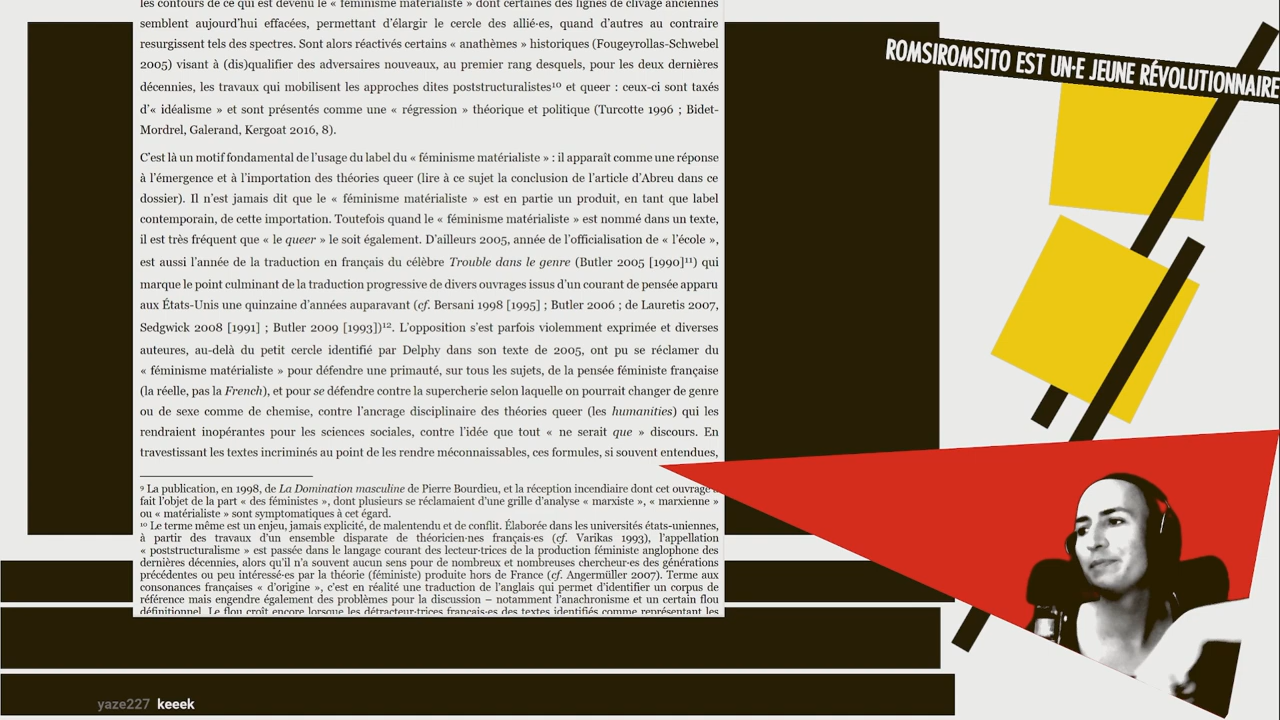 les contours de ce qui est devenu le « féminisme matérialiste » dont certaines des lignes de clivage anciennes
semblent aujourd'hui effacées, permettant d'élargir le cercle des allié·es, quand d'autres au contraire
resurgissent tels des spectres. Sont alors réactivés certains « anathèmes » historiques (Fougeyrollas-Schwebel
2005) visant à (dis)qualifier des adversaires nouveaux, au premier rang desquels, pour les deux dernières
décennies, les travaux qui mobilisent les approches dites poststructuralistes¹⁰ et queer : ceux-ci sont taxés
d'« idéalisme » et sont présentés comme une « régression » théorique et politique (Turcotte 1996 ; Bidet-
Mordrel, Galerand, Kergoat 2016, 8).
C'est là un motif fondamental de l'usage du label du « féminisme matérialiste » : il apparaît comme une réponse
à l'émergence et à l'importation des théories queer (lire à ce sujet la conclusion de l'article d'Abreu dans ce
dossier). Il n'est jamais dit que le « féminisme matérialiste » est en partie un produit, en tant que label
contemporain, de cette importation. Toutefois quand le « féminisme matérialiste » est nommé dans un texte,
il est très fréquent que « le queer » le soit également. D'ailleurs 2005, année de l'officialisation de « l'école »,
est aussi l'année de la traduction en français du célèbre Trouble dans le genre (Butler 2005 [1990]¹¹) qui
marque le point culminant de la traduction progressive de divers ouvrages issus d'un courant de pensée apparu
aux États-Unis une quinzaine d'années auparavant (cf. Bersani 1998 [1995] ; Butler 2006 ; de Lauretis 2007,
Sedgwick 2008 [1991] ; Butler 2009 [1993])¹². L'opposition s'est parfois violemment exprimée et diverses
auteures, au-delà du petit cercle identifié par Delphy dans son texte de 2005, ont pu se réclamer du
« féminisme matérialiste » pour défendre une primauté, sur tous les sujets, de la pensée féministe française
(la réelle, pas la French), et pour se défendre contre la supercherie selon laquelle on pourrait changer de genre
ou de sexe comme de chemise, contre l'ancrage disciplinaire des théories queer (les humanities) qui les
rendraient inopérantes pour les sciences sociales, contre l'idée que tout « ne serait que » discours. En
travestissant les textes incriminés au point de les rendre méconnaissables, ces formules, si souvent entendues,
⁹ La publication, en 1998, de La Domination masculine de Pierre Bourdieu, et la réception incendiaire dont cet ouvrage
fait l'objet de la part « des féministes », dont plusieurs se réclamaient d'une grille d'analyse « marxiste », « marxienne »
ou « matérialiste » sont symptomatiques à cet égard.
¹⁰ Le terme même est un enjeu, jamais explicité, de malentendu et de conflit. Élaborée dans les universités états-uniennes,
à partir des travaux d'un ensemble disparate de théoricien·nes français·es (cf. Varikas 1993), l'appellation
« poststructuralisme » est passée dans le langage courant des lecteur·trices de la production féministe anglophone des
dernières décennies, alors qu'il n'a souvent aucun sens pour de nombreux et nombreuses chercheur·es des générations
précédentes ou peu intéressé·es par la théorie (féministe) produite hors de France (cf. Angermüller 2007). Terme aux
consonances françaises « d'origine », c'est en réalité une traduction de l'anglais qui permet d'identifier un corpus de
référence mais engendre également des problèmes pour la discussion – notamment l'anachronisme et un certain flou
définitionnel. Le flou croît encore lorsque les détracteur·trices français·es des textes identifiés comme représentant les
ROMSIROMSITO EST UN·E JEUNE RÉVOLUTIONNAIRE
yaze227 keeek